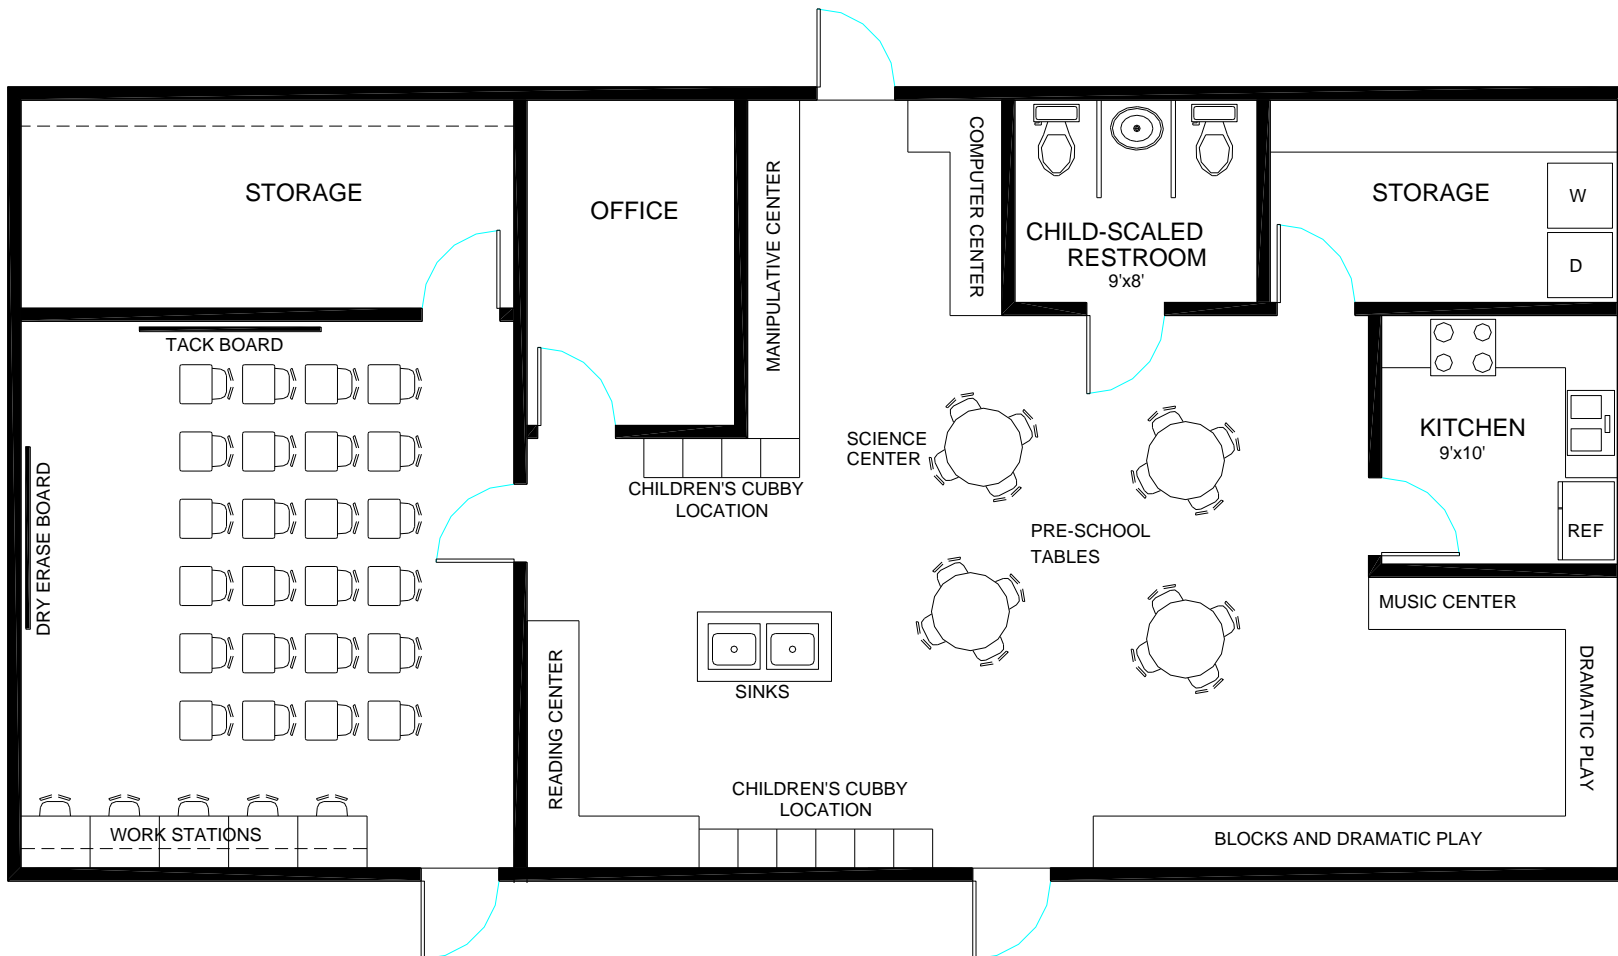 STORAGE
OFFICE
MANIPULATIVE CENTER
COMPUTER CENTER
CHILD-SCALED
RESTROOM
9'x8'
STORAGE
W
D
TACK BOARD
DRY ERASE BOARD
SCIENCE
CENTER
KITCHEN
9'x10'
REF
CHILDREN'S CUBBY
LOCATION
PRE-SCHOOL
TABLES
MUSIC CENTER
SINKS
READING CENTER
DRAMATIC PLAY
CHILDREN'S CUBBY
LOCATION
WORK STATIONS
BLOCKS AND DRAMATIC PLAY